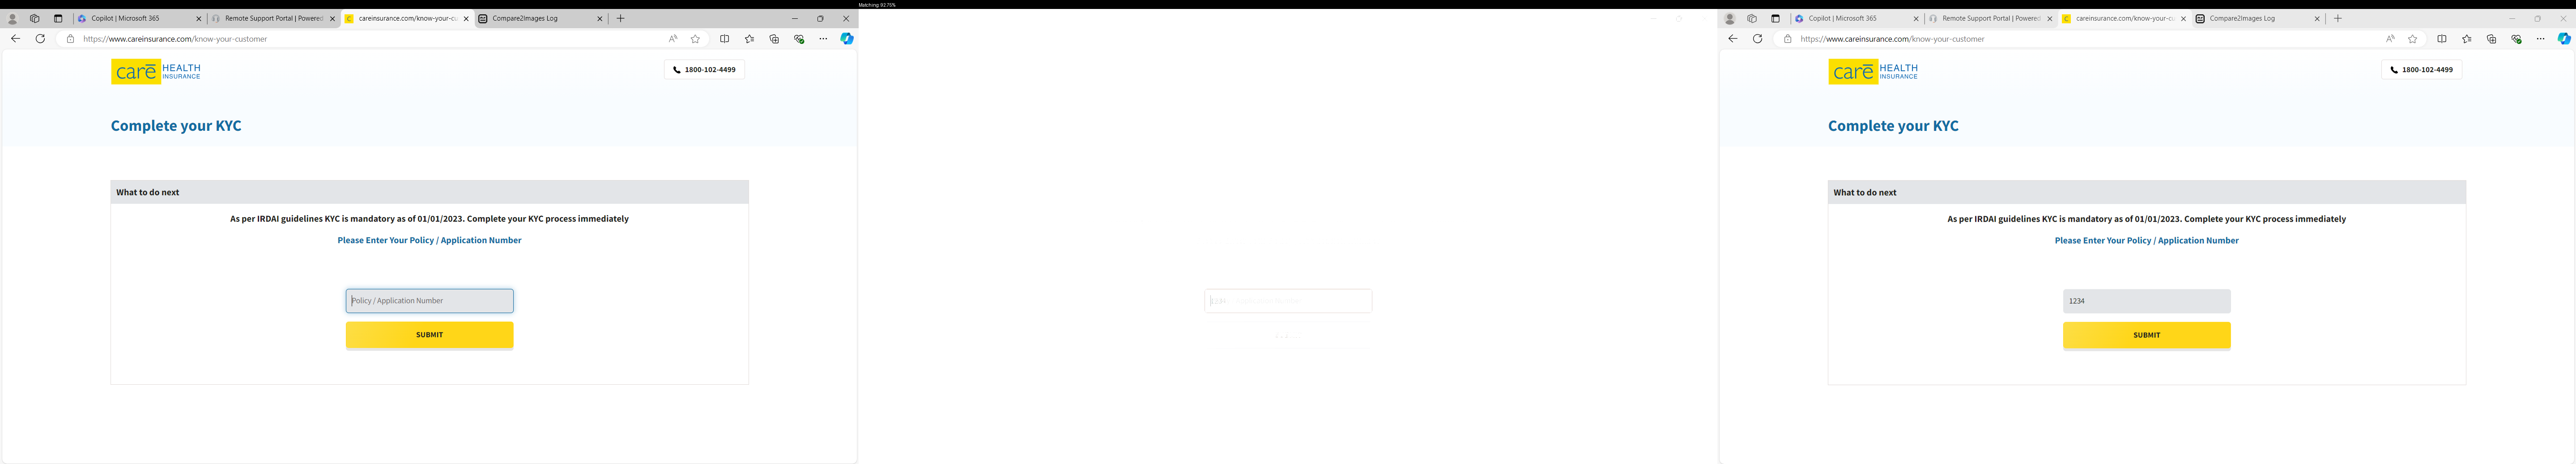 Matching: 92.75%
Copilot | Microsoft 365
Remote Support Portal | Powered
careinsurance.com/know-your-cu
Compare2Images Log
https://www.careinsurance.com/know-your-customer
care HEALTH INSURANCE
1800-102-4499
Complete your KYC
What to do next
As per IRDAI guidelines KYC is mandatory as of 01/01/2023. Complete your KYC process immediately
Please Enter Your Policy / Application Number
Policy / Application Number
SUBMIT
1234
Copilot | Microsoft 365
Remote Support Portal | Powered
careinsurance.com/know-your-cu
Compare2Images Log
https://www.careinsurance.com/know-your-customer
care HEALTH INSURANCE
1800-102-4499
Complete your KYC
What to do next
As per IRDAI guidelines KYC is mandatory as of 01/01/2023. Complete your KYC process immediately
Please Enter Your Policy / Application Number
1234
SUBMIT